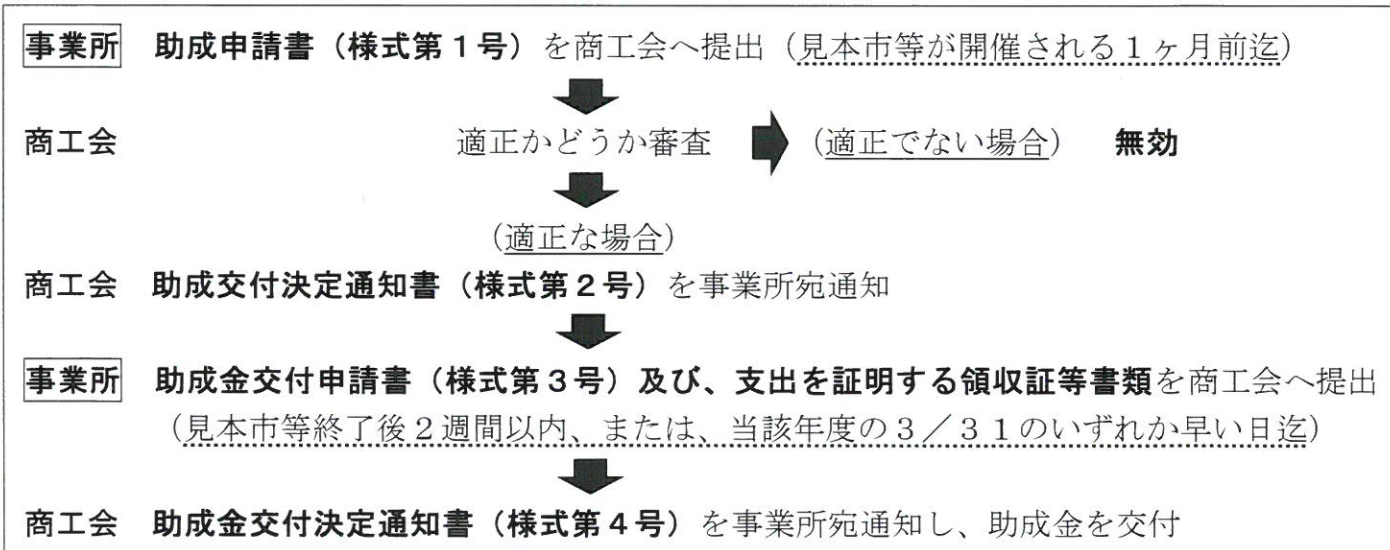 事業所 助成申請書（様式第１号）を商工会へ提出（見本市等が開催される１ヶ月前迄）
商工会 適正かどうか審査 （適正でない場合） 無効
（適正な場合）
商工会 助成交付決定通知書（様式第２号）を事業所宛通知
事業所 助成金交付申請書（様式第３号）及び、支出を証明する領収証等書類を商工会へ提出
（見本市等終了後２週間以内、または、当該年度の３／３１のいずれか早い日迄）
商工会 助成金交付決定通知書（様式第４号）を事業所宛通知し、助成金を交付